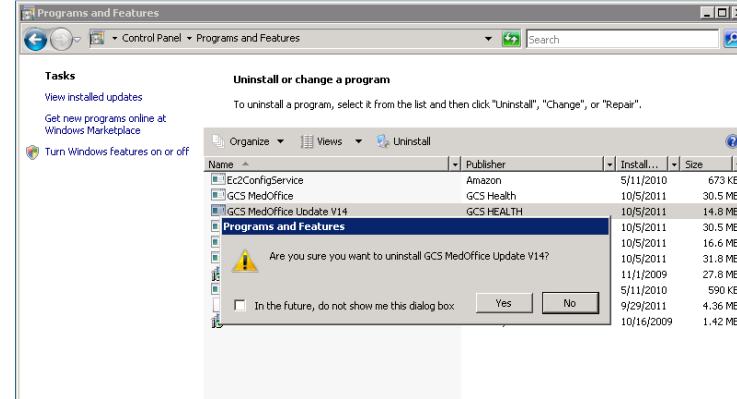 Programs and Features
Control Panel Programs and Features
Search
Tasks
View installed updates
Get new programs online at
Windows Marketplace
Turn Windows features on or off
Uninstall or change a program
To uninstall a program, select it from the list and then click "Uninstall", "Change", or "Repair".
Organize Views Uninstall
Name Publisher Install... Size
Ec2ConfigService Amazon 5/11/2010 673 KB
GCS MedOffice GCS Health 10/5/2011 30.5 MB
GCS MedOffice Update V14 GCS HEALTH 10/5/2011 14.8 MB
10/5/2011 30.5 MB
10/5/2011 16.6 MB
10/5/2011 31.8 MB
11/1/2009 27.8 MB
5/11/2010 590 KB
9/29/2011 4.36 MB
10/16/2009 1.42 MB
Programs and Features
Are you sure you want to uninstall GCS MedOffice Update V14?
In the future, do not show me this dialog box
Yes No